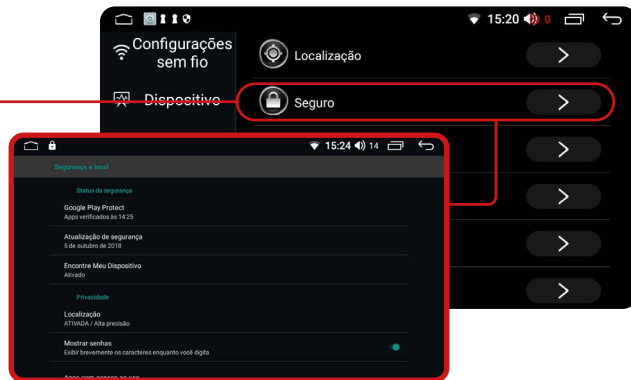 15:20 0
Configurações
sem fio
Localização
Dispositivo
Seguro
15:24 14
Segurança e local
Status da segurança
Google Play Protect
Apps verificados às 14:25
Atualização de segurança
5 de outubro de 2018
Encontre Meu Dispositivo
Ativado
Privacidade
Localização
ATIVADA / Alta precisão
Mostrar senhas
Exibir brevemente os caracteres enquanto você digita